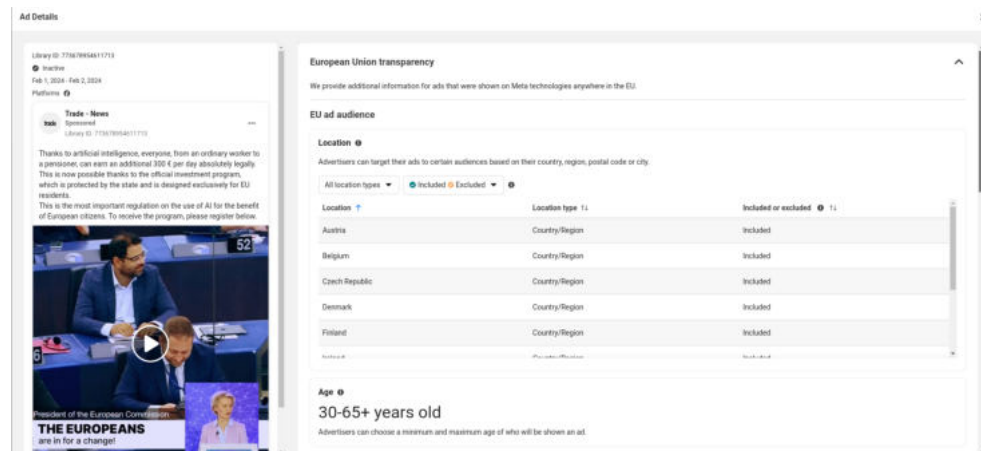 Ad Details
Library ID: 775678954611713
Inactive
Feb 1, 2024 - Feb 2, 2024
Platforms
Trade - News
Sponsored
Library ID: 775678954611713
Thanks to artificial intelligence, everyone, from an ordinary worker to
a pensioner, can earn an additional 300 € per day absolutely legally.
This is now possible thanks to the official investment program,
which is protected by the state and is designed exclusively for EU
residents.
This is the most important regulation on the use of AI for the benefit
of European citizens. To receive the program, please register below.
52
6
President of the European Commission
THE EUROPEANS
are in for a change!
European Union transparency
We provide additional information for ads that were shown on Meta technologies anywhere in the EU.
EU ad audience
Location
Advertisers can target their ads to certain audiences based on their country, region, postal code or city.
All location types Included Excluded
Location Location type Included or excluded
Austria Country/Region Included
Belgium Country/Region Included
Czech Republic Country/Region Included
Denmark Country/Region Included
Finland Country/Region Included
Age
30-65+ years old
Advertisers can choose a minimum and maximum age of who will be shown an ad.